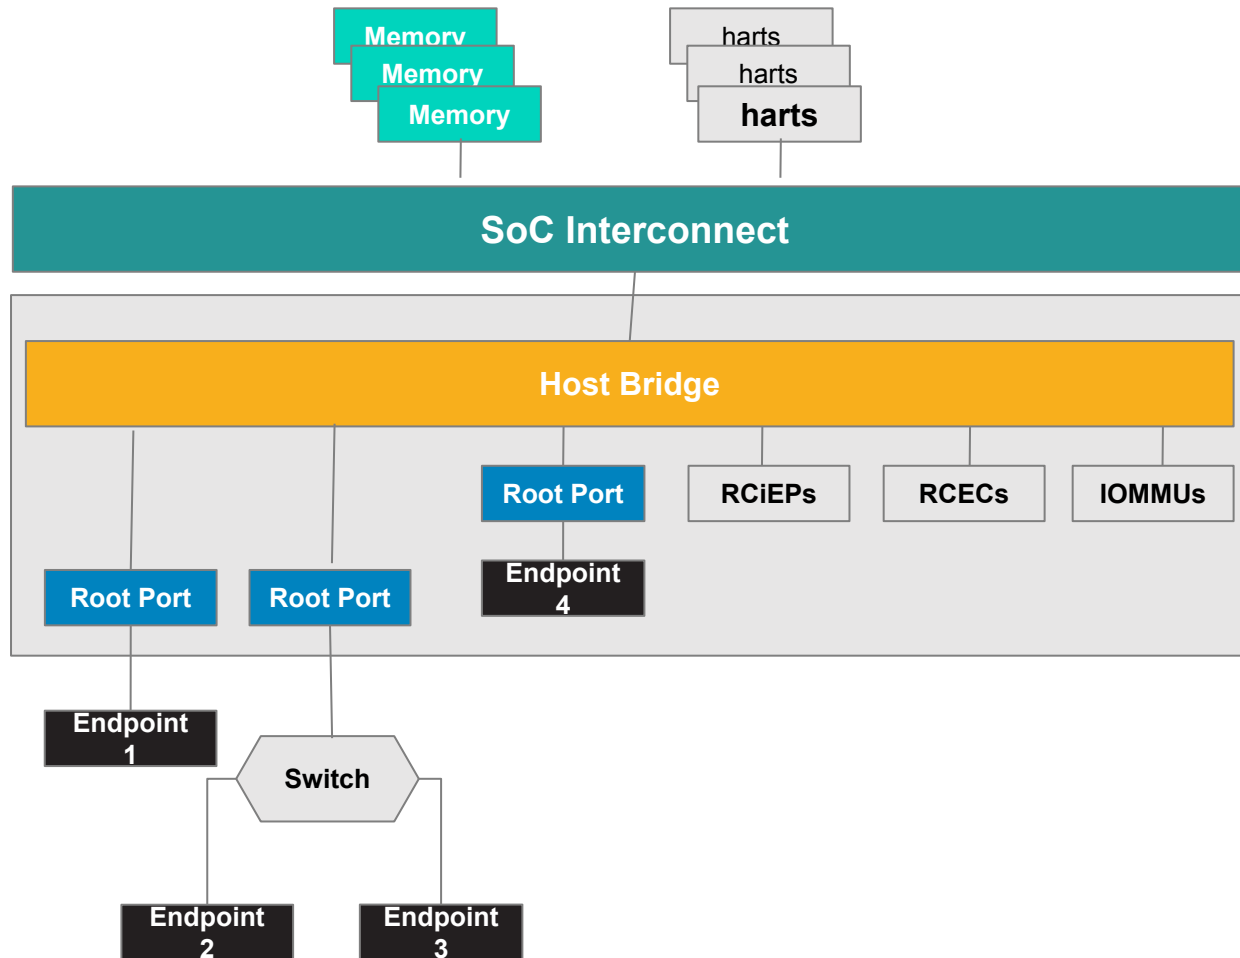 Memory
Memory
Memory
harts
harts
harts
SoC Interconnect
Host Bridge
Root Port
RCiEPs
RCECs
IOMMUs
Endpoint
4
Root Port
Root Port
Endpoint
1
Switch
Endpoint
2
Endpoint
3